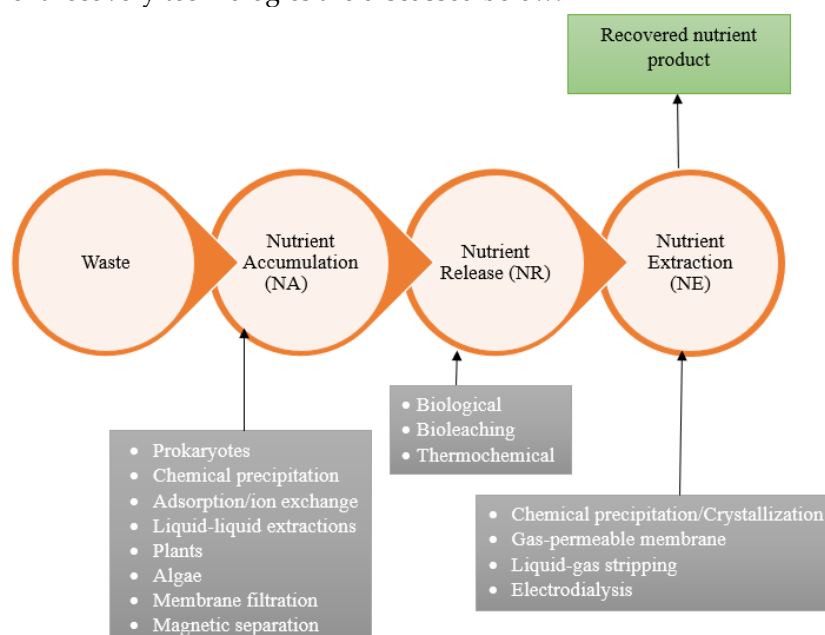 Recovered nutrient
product
Waste
Nutrient
Accumulation
(NA)
Nutrient
Release (NR)
Nutrient
Extraction
(NE)
• Biological
• Bioleaching
• Thermochemical
• Prokaryotes
• Chemical precipitation
• Adsorption/ion exchange
• Liquid-liquid extractions
• Plants
• Algae
• Membrane filtration
• Magnetic separation
• Chemical precipitation/Crystallization
• Gas-permeable membrane
• Liquid-gas stripping
• Electrodialysis